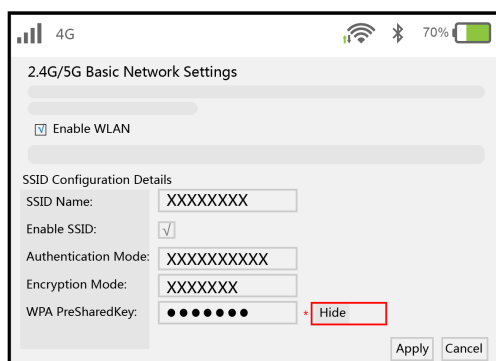 4G 70%
2.4G/5G Basic Network Settings
√ Enable WLAN
SSID Configuration Details
SSID Name: XXXXXXXX
Enable SSID: √
Authentication Mode: XXXXXXXXXX
Encryption Mode: XXXXXXX
WPA PreSharedKey: ●●●●●●● * Hide
Apply Cancel